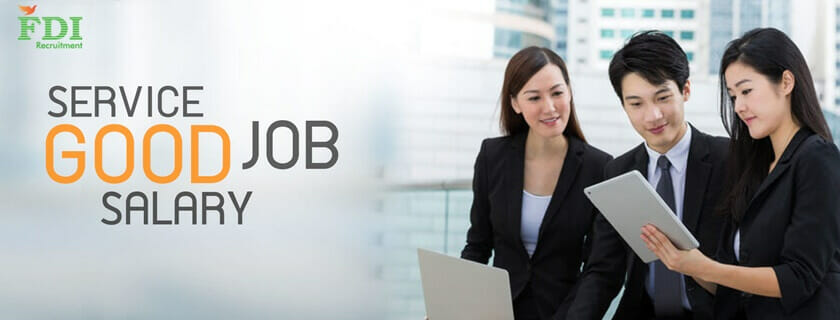 FDI
Recruitment
SERVICE
GOOD JOB
SALARY